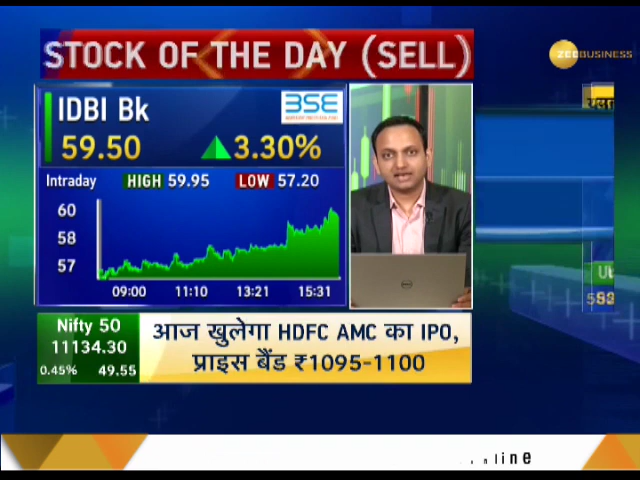 STOCK OF THE DAY (SELL)
ZEE BUSINESS
IDBI Bk
BSE
59.50 3.30%
Intraday HIGH 59.95 LOW 57.20
60
58
57
09:00 11:10 13:21 15:31
DELL
Nifty 50
11134.30
0.45% 49.55
आज खुलेगा HDFC AMC का IPO,
प्राइस बैंड ₹1095-1100